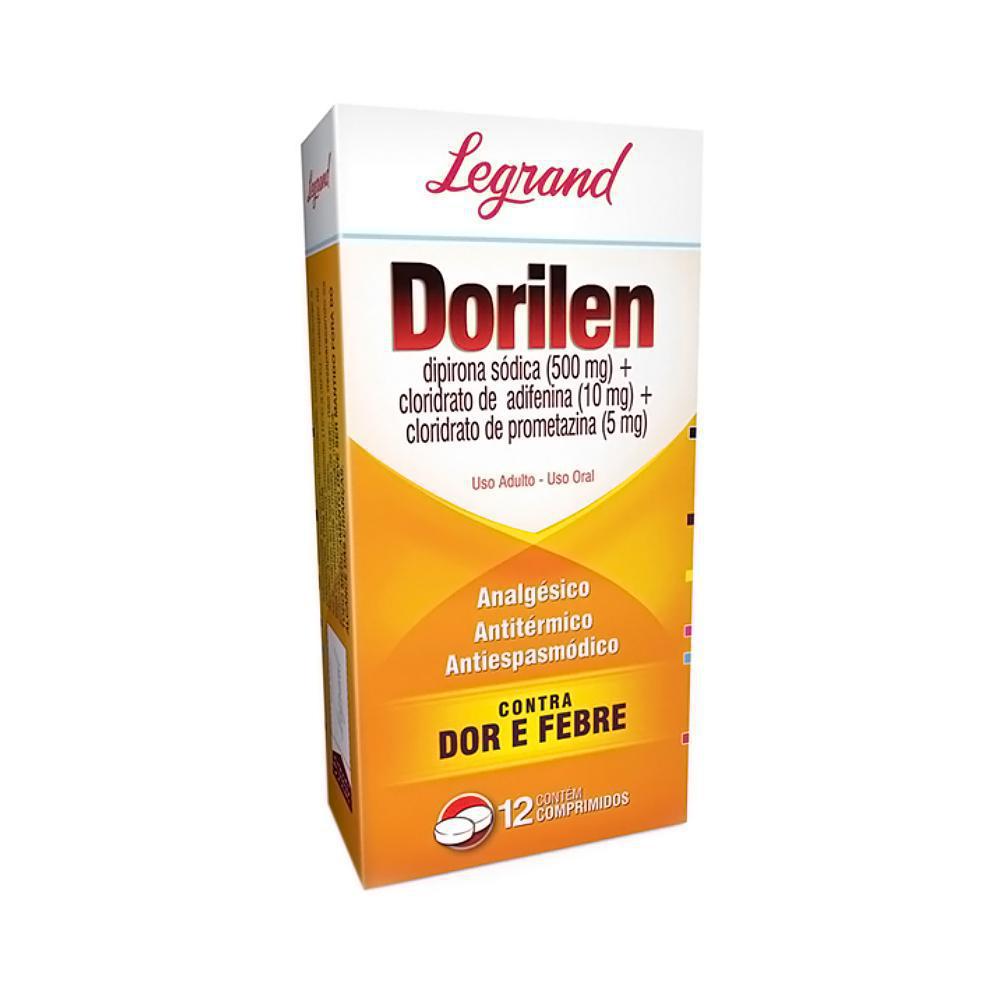 Legrand
Legrand
Dorilen
dipirona sódica (500 mg) +
cloridrato de adifenina (10 mg) +
cloridrato de prometazina (5 mg)
Uso Adulto - Uso Oral
Analgésico
Antitérmico
Antiespasmódico
CONTRA
DOR E FEBRE
12 CONTÉM
COMPRIMIDOS